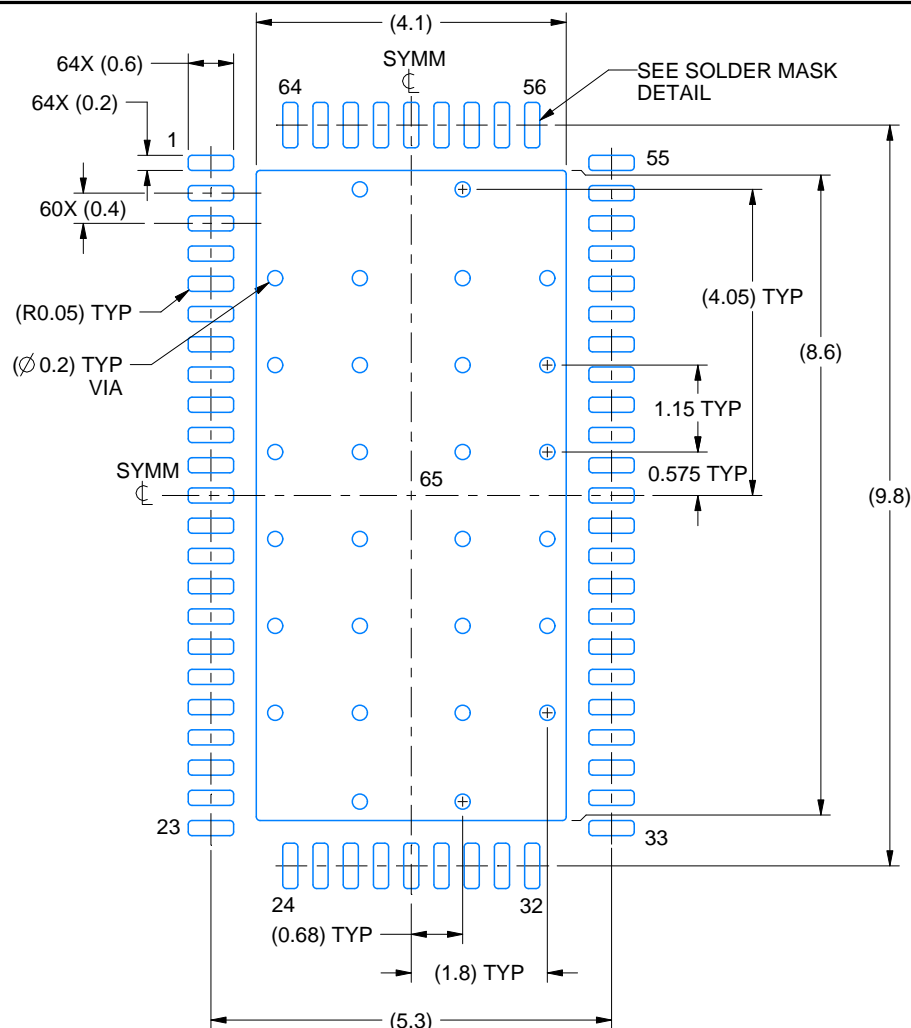 (4.1)
64X (0.6)
SYMM
℄
64
56
SEE SOLDER MASK
DETAIL
64X (0.2)
1
55
60X (0.4)
(R0.05) TYP
(4.05) TYP
(8.6)
(∅ 0.2) TYP
VIA
1.15 TYP
SYMM
℄
65
0.575 TYP
(9.8)
23
33
24
32
(0.68) TYP
(1.8) TYP
(5.3)